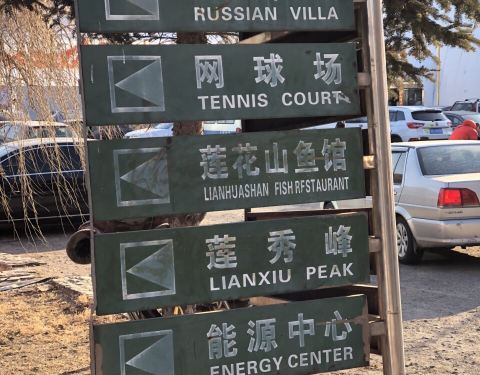 RUSSIAN VILLA
网球场
TENNIS COURT
莲花山鱼馆
LIANHUASHAN FISH RFSTAURANT
莲秀峰
LIANXIU PEAK
能源中心
ENERGY CENTER